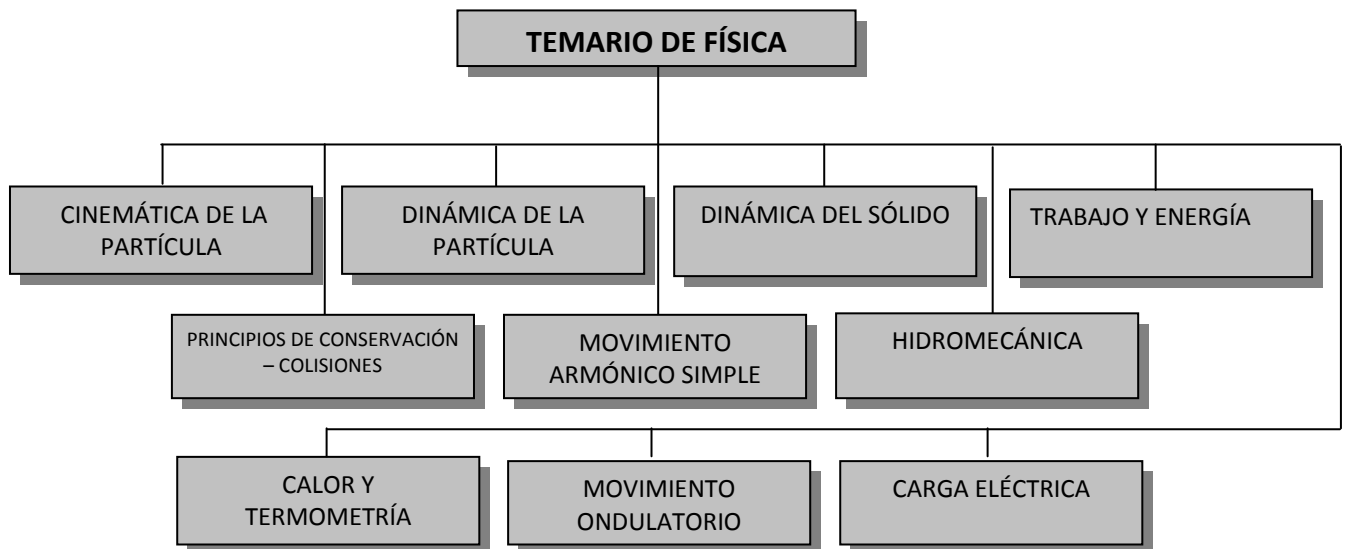 TEMARIO DE FÍSICA
CINEMÁTICA DE LA
PARTÍCULA
DINÁMICA DE LA
PARTÍCULA
DINÁMICA DEL SÓLIDO
TRABAJO Y ENERGÍA
PRINCIPIOS DE CONSERVACIÓN
– COLISIONES
MOVIMIENTO
ARMÓNICO SIMPLE
HIDROMECÁNICA
CALOR Y
TERMOMETRÍA
MOVIMIENTO
ONDULATORIO
CARGA ELÉCTRICA